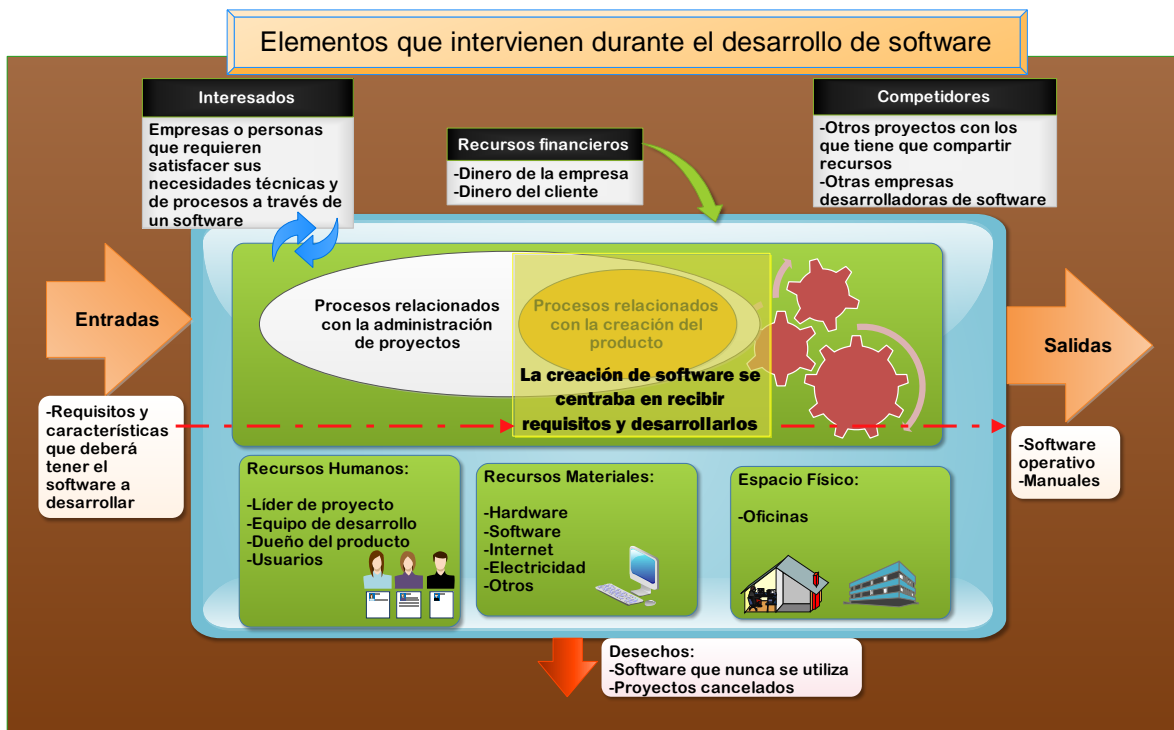 Elementos que intervienen durante el desarrollo de software
Interesados
Empresas o personas
que requieren
satisfacer sus
necesidades técnicas y
de procesos a través de
un software
Recursos financieros
-Dinero de la empresa
-Dinero del cliente
Competidores
-Otros proyectos con los
que tiene que compartir
recursos
-Otras empresas
desarrolladoras de software
Entradas
-Requisitos y
características
que deberá
tener el
software a
desarrollar
Procesos relacionados
con la administración
de proyectos
Procesos relacionados
con la creación del
producto
La creación de software se
centraba en recibir
requisitos y desarrollarlos
Salidas
-Software
operativo
-Manuales
Recursos Humanos:
-Líder de proyecto
-Equipo de desarrollo
-Dueño del producto
-Usuarios
Recursos Materiales:
-Hardware
-Software
-Internet
-Electricidad
-Otros
Espacio Físico:
-Oficinas
Desechos:
-Software que nunca se utiliza
-Proyectos cancelados